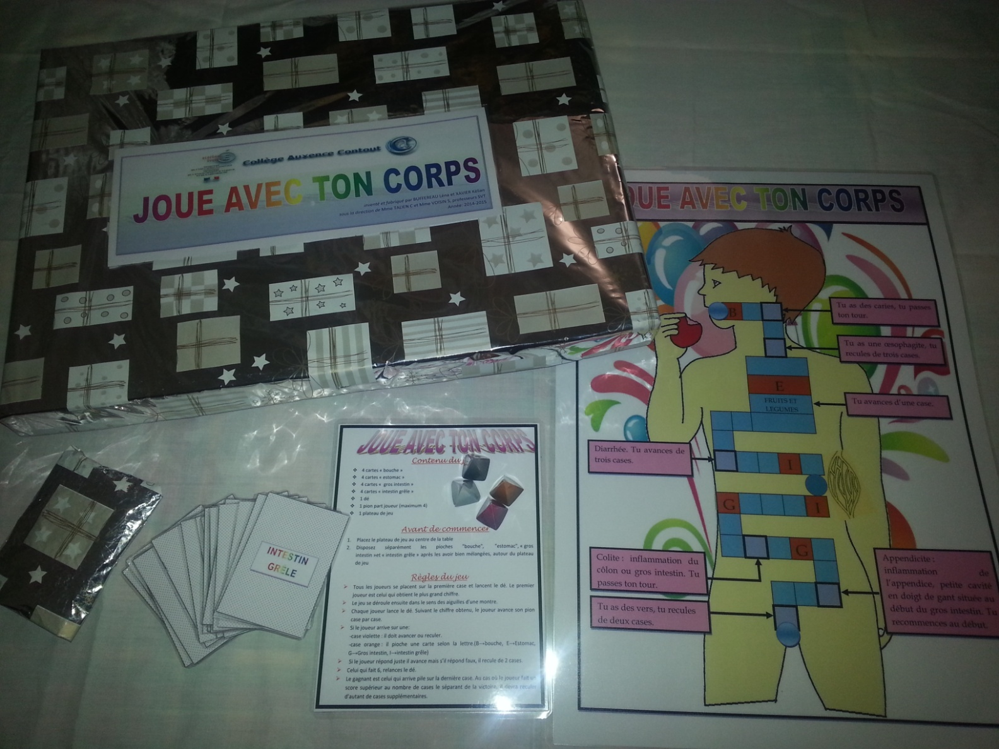 Collège Auxence Contout
JOUE AVEC TON CORPS
inventé et fabriqué par BUFFEREAU Léna et XAVIER Kélian
sous la direction de Mme TALIEN C et Mme VOISIN S, professeurs SVT
Année: 2014-2015
JOUE AVEC TON CORPS
B
Tu as des caries, tu passes
ton tour.
Tu as une œsophagite, tu
recules de trois cases.
E
FRUITS ET
LEGUMES
Tu avances d'une case.
Diarrhée. Tu avances de
trois cases.
I
G
I
G
Colite : inflammation du
côlon ou gros intestin. Tu
passes ton tour.
Appendicite :
inflammation de
l'appendice, petite cavité
en doigt de gant située au
début du gros intestin. Tu
recommences au début.
Tu as des vers, tu recules
de deux cases.
INTESTIN
GRÊLE
JOUE AVEC TON CORPS
Contenu du
4 cartes « bouche »
4 cartes « estomac »
4 cartes « gros intestin »
4 cartes « intestin grêle »
1 dé
1 pion part joueur (maximum 4)
1 plateau de jeu
Avant de commencer
1. Placez le plateau de jeu au centre de la table
2. Disposez séparément les pioches "bouche", "estomac", « gros
intestin »et « intestin grêle » après les avoir bien mélangées, autour du plateau
de jeu
Règles du jeu
Tous les joueurs se placent sur la première case et lancent le dé. Le premier
joueur est celui qui obtient le plus grand chiffre.
Le jeu se déroule ensuite dans le sens des aiguilles d'une montre.
Chaque joueur lance le dé. Suivant le chiffre obtenu, le joueur avance son pion
case par case.
Si le joueur arrive sur une:
-case violette : il doit avancer ou reculer.
-case orange : il pioche une carte selon la lettre.(B→bouche, E→Estomac,
G→Gros intestin, I→intestin grêle)
Si le joueur répond juste il avance mais s'il répond faux, il recule de 2 cases.
Celui qui fait 6, relances le dé.
Le gagnant est celui qui arrive pile sur la dernière case. Au cas où le joueur fait un
score supérieur au nombre de cases le séparant de la victoire, il devra reculer
d'autant de cases supplémentaires.